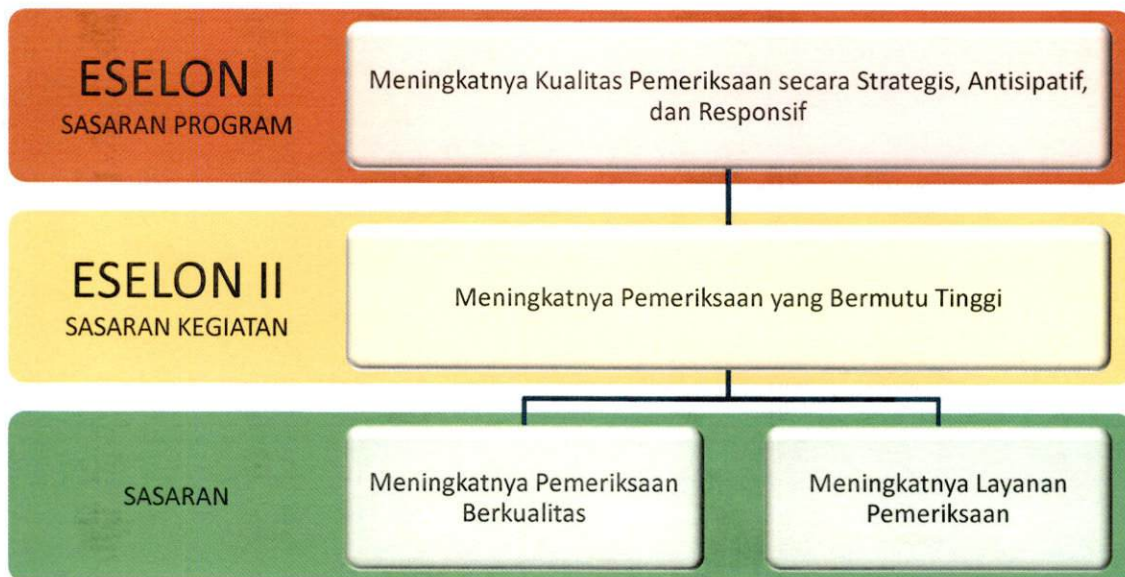 ESELON I
SASARAN PROGRAM
Meningkatnya Kualitas Pemeriksaan secara Strategis, Antisipatif,
dan Responsif
ESELON II
SASARAN KEGIATAN
Meningkatnya Pemeriksaan yang Bermutu Tinggi
SASARAN
Meningkatnya Pemeriksaan
Berkualitas
Meningkatnya Layanan
Pemeriksaan